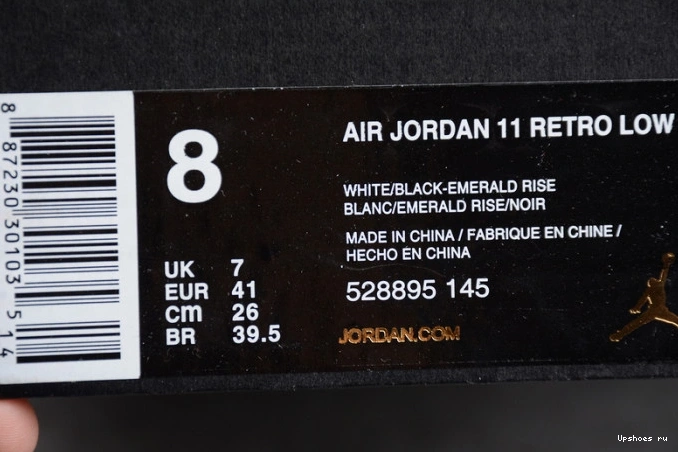 8 87230 30103 5 14
8
AIR JORDAN 11 RETRO LOW
WHITE/BLACK-EMERALD RISE
BLANC/EMERALD RISE/NOIR
MADE IN CHINA / FABRIQUE EN CHINE /
HECHO EN CHINA
UK 7
EUR 41
cm 26
BR 39.5
528895 145
JORDAN.COM
Upshoes ru